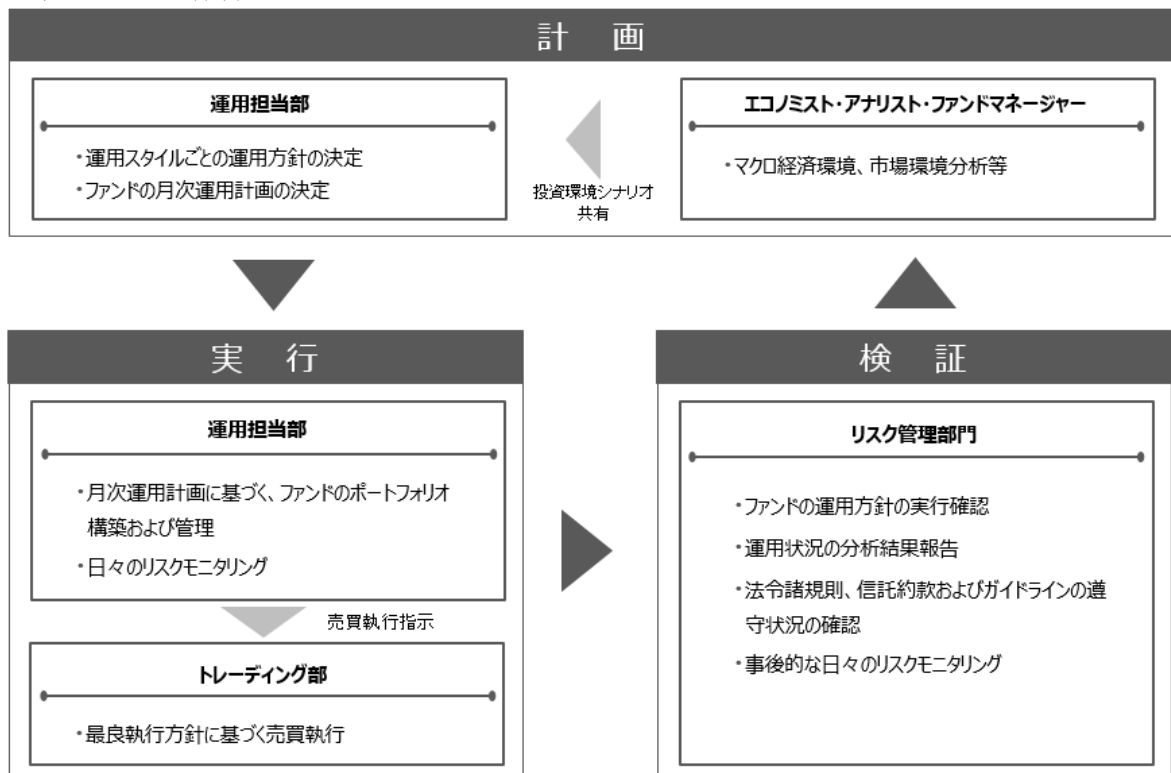 計 画
運用担当部
・運用スタイルごとの運用方針の決定
・ファンドの月次運用計画の決定
投資環境シナリオ
共有
エコノミスト・アナリスト・ファンドマネージャー
・マクロ経済環境、市場環境分析等
実 行
運用担当部
・月次運用計画に基づく、ファンドのポートフォリオ
構築および管理
・日々のリスクモニタリング
売買執行指示
トレーディング部
・最良執行方針に基づく売買執行
検 証
リスク管理部門
・ファンドの運用方針の実行確認
・運用状況の分析結果報告
・法令諸規則、信託約款およびガイドラインの遵
守状況の確認
・事後的な日々のリスクモニタリング